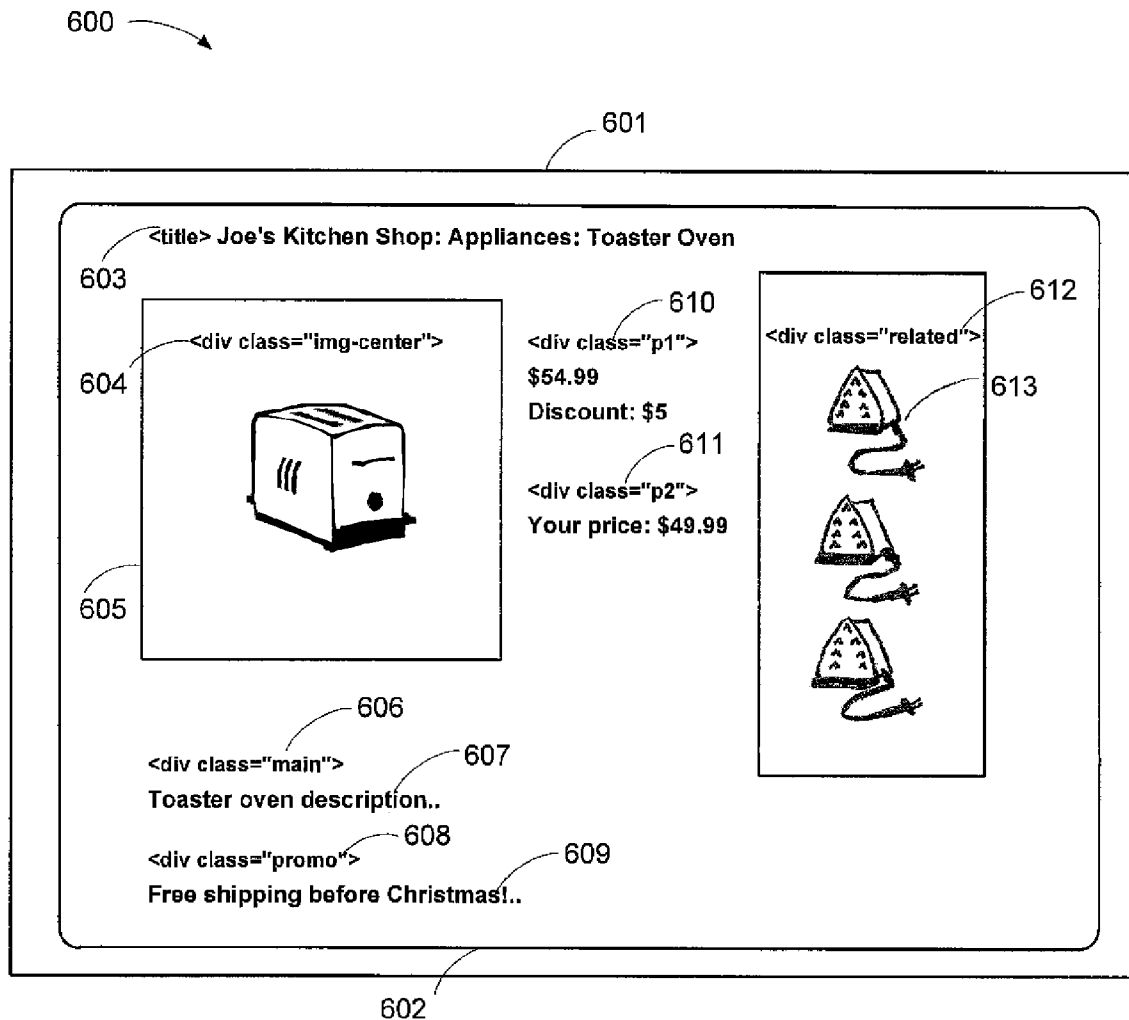 600
601
<title> Joe's Kitchen Shop: Appliances: Toaster Oven
603
610
612
<div class="img-center">
<div class="p1">
<div class="related">
604
$54.99
613
Discount: $5
611
<div class="p2">
Your price: $49.99
605
606
<div class="main">
607
Toaster oven description..
608
<div class="promo">
609
Free shipping before Christmas!..
602